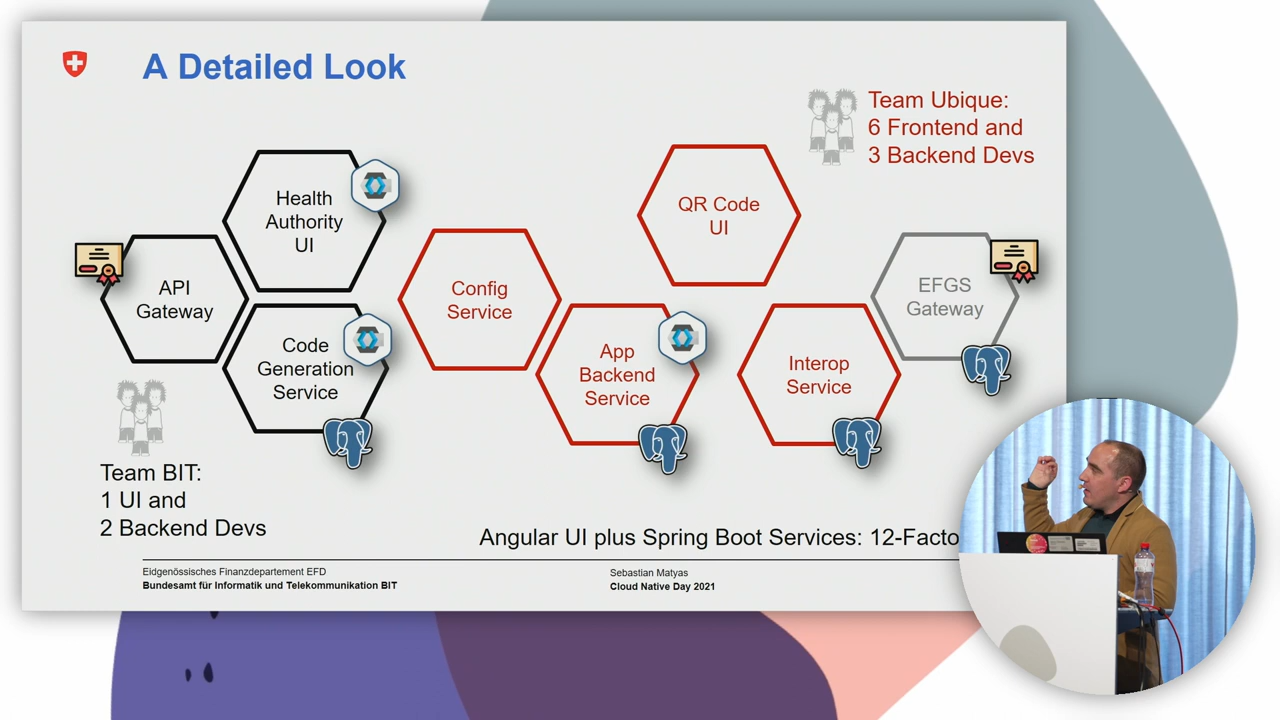 A Detailed Look
Team Ubique:
6 Frontend and
3 Backend Devs
Health
Authority
UI
QR Code
UI
API
Gateway
Config
Service
EFGS
Gateway
Code
Generation
Service
App
Backend
Service
Interop
Service
Team BIT:
1 UI and
2 Backend Devs
Angular UI plus Spring Boot Services: 12-Facto
Eidgenössisches Finanzdepartement EFD
Bundesamt für Informatik und Telekommunikation BIT
Sebastian Matyas
Cloud Native Day 2021